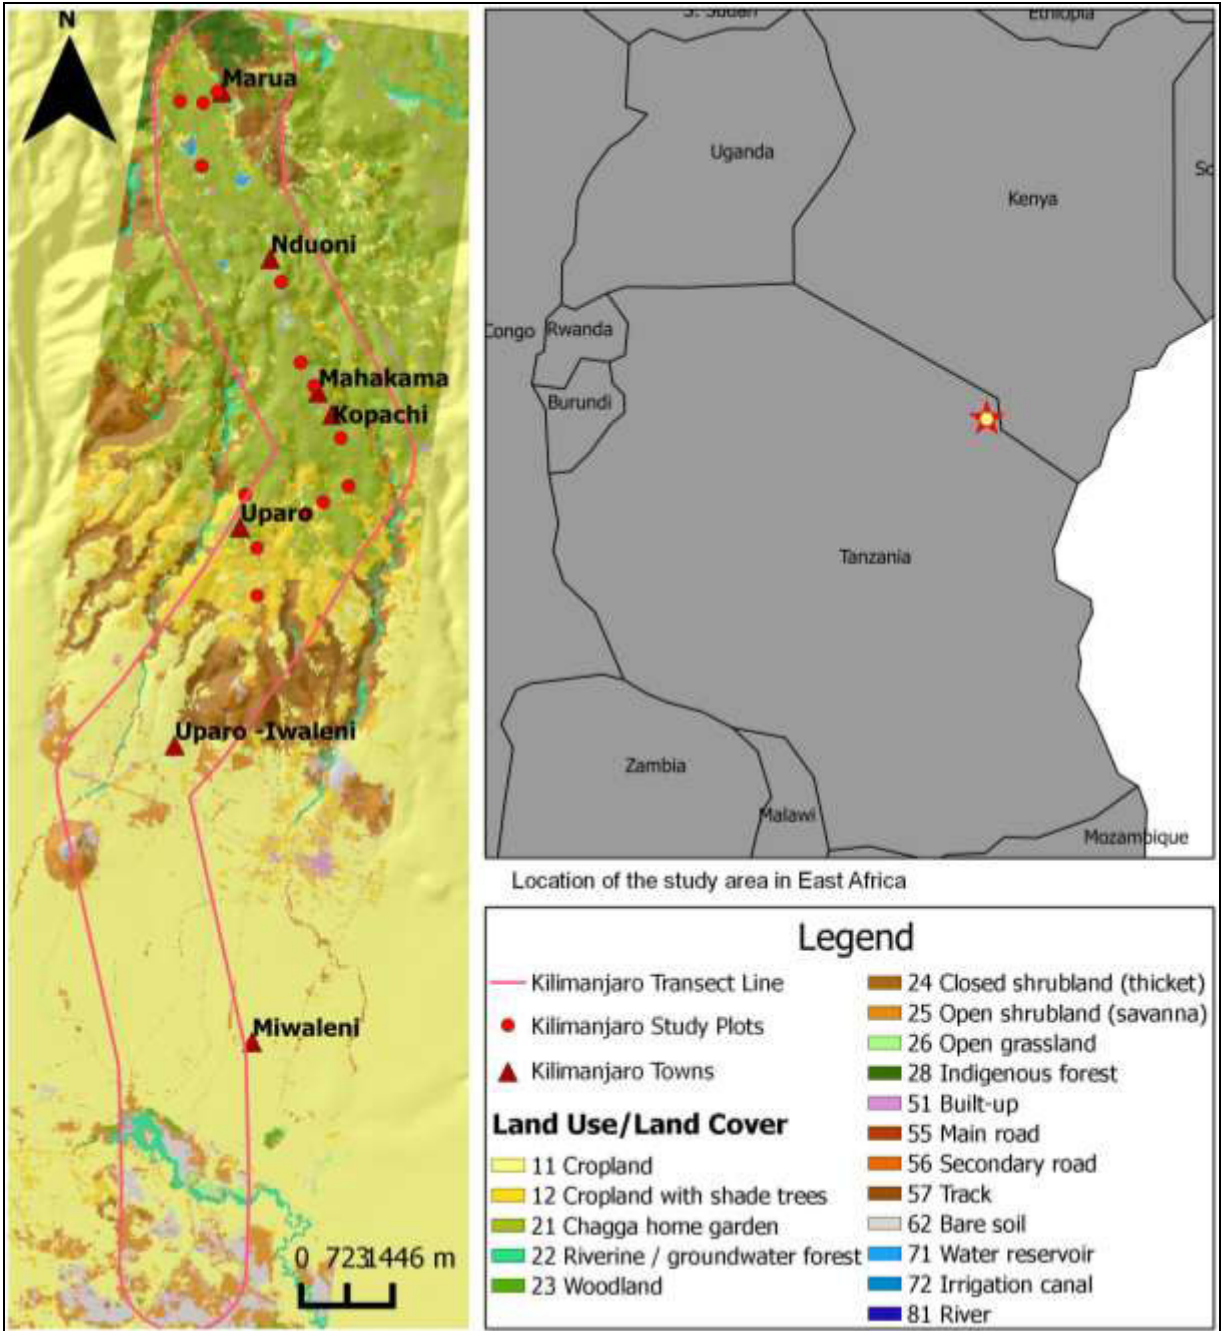 N
Marua
Nduoni
Mahakama
Kopachi
Uparo
Uparo -Iwaleni
Miwaleni
0 723 1446 m
S. Sudan
Ethiopia
Uganda
Kenya
So
Congo
Rwanda
Burundi
Tanzania
Zambia
Malawi
Mozambique
Location of the study area in East Africa
Legend
Kilimanjaro Transect Line
Kilimanjaro Study Plots
Kilimanjaro Towns
Land Use/Land Cover
11 Cropland
12 Cropland with shade trees
21 Chagga home garden
22 Riverine / groundwater forest
23 Woodland
24 Closed shrubland (thicket)
25 Open shrubland (savanna)
26 Open grassland
28 Indigenous forest
51 Built-up
55 Main road
56 Secondary road
57 Track
62 Bare soil
71 Water reservoir
72 Irrigation canal
81 River